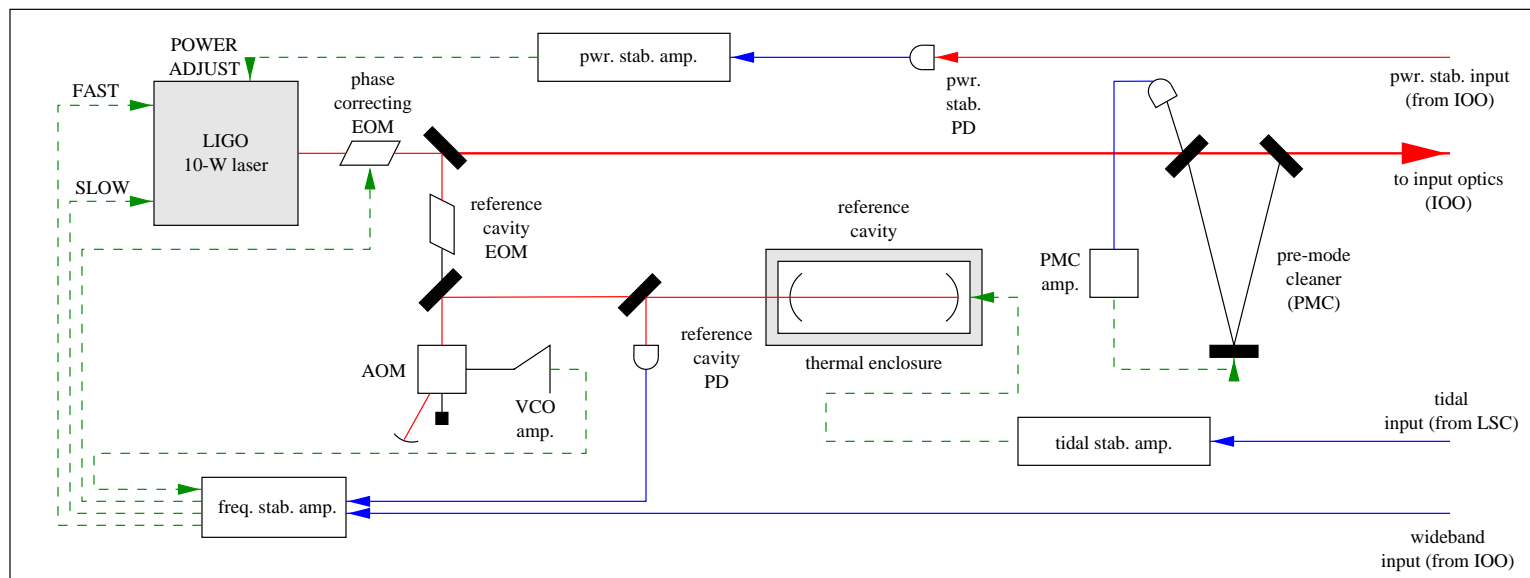 POWER
ADJUST
pwr. stab. amp.
pwr.
stab.
PD
pwr. stab. input
(from IOO)
FAST
phase
correcting
EOM
LIGO
10-W laser
SLOW
to input optics
(IOO)
reference
cavity
EOM
reference
cavity
PMC
amp.
pre-mode
cleaner
(PMC)
AOM
VCO
amp.
reference
cavity
PD
thermal enclosure
tidal
input (from LSC)
tidal stab. amp.
freq. stab. amp.
wideband
input (from IOO)